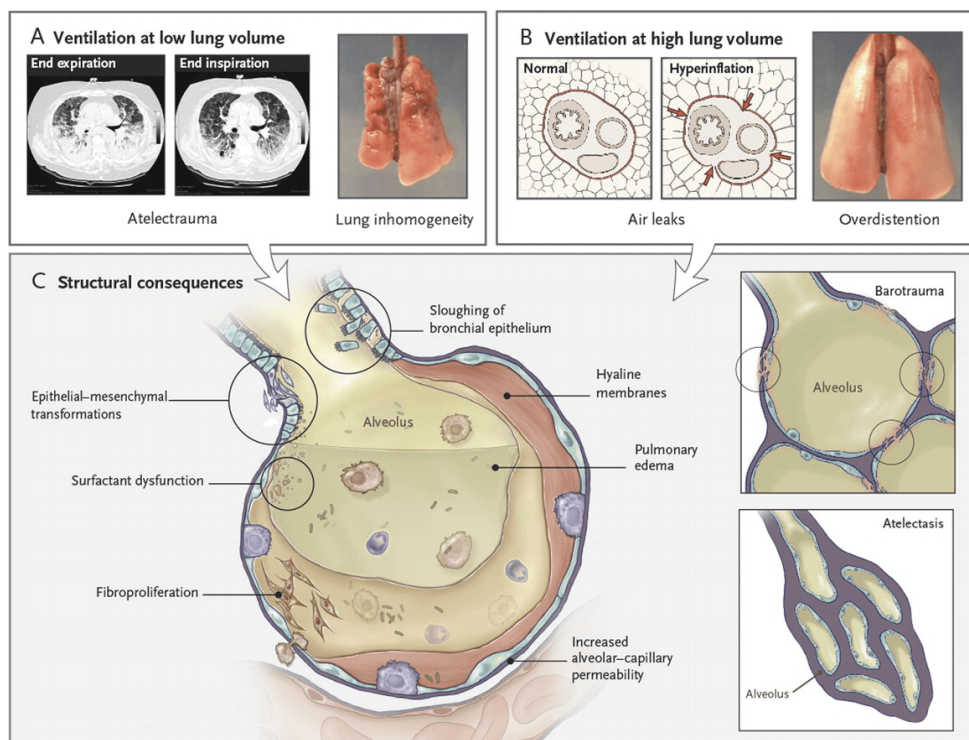 A Ventilation at low lung volume
End expiration
End inspiration
Atelectrauma
Lung inhomogeneity
B Ventilation at high lung volume
Normal
Hyperinflation
Air leaks
Overdistention
C Structural consequences
Sloughing of
bronchial epithelium
Epithelial–mesenchymal
transformations
Surfactant dysfunction
Fibroproliferation
Alveolus
Hyaline
membranes
Pulmonary
edema
Increased
alveolar–capillary
permeability
Barotrauma
Alveolus
Atelectasis
Alveolus